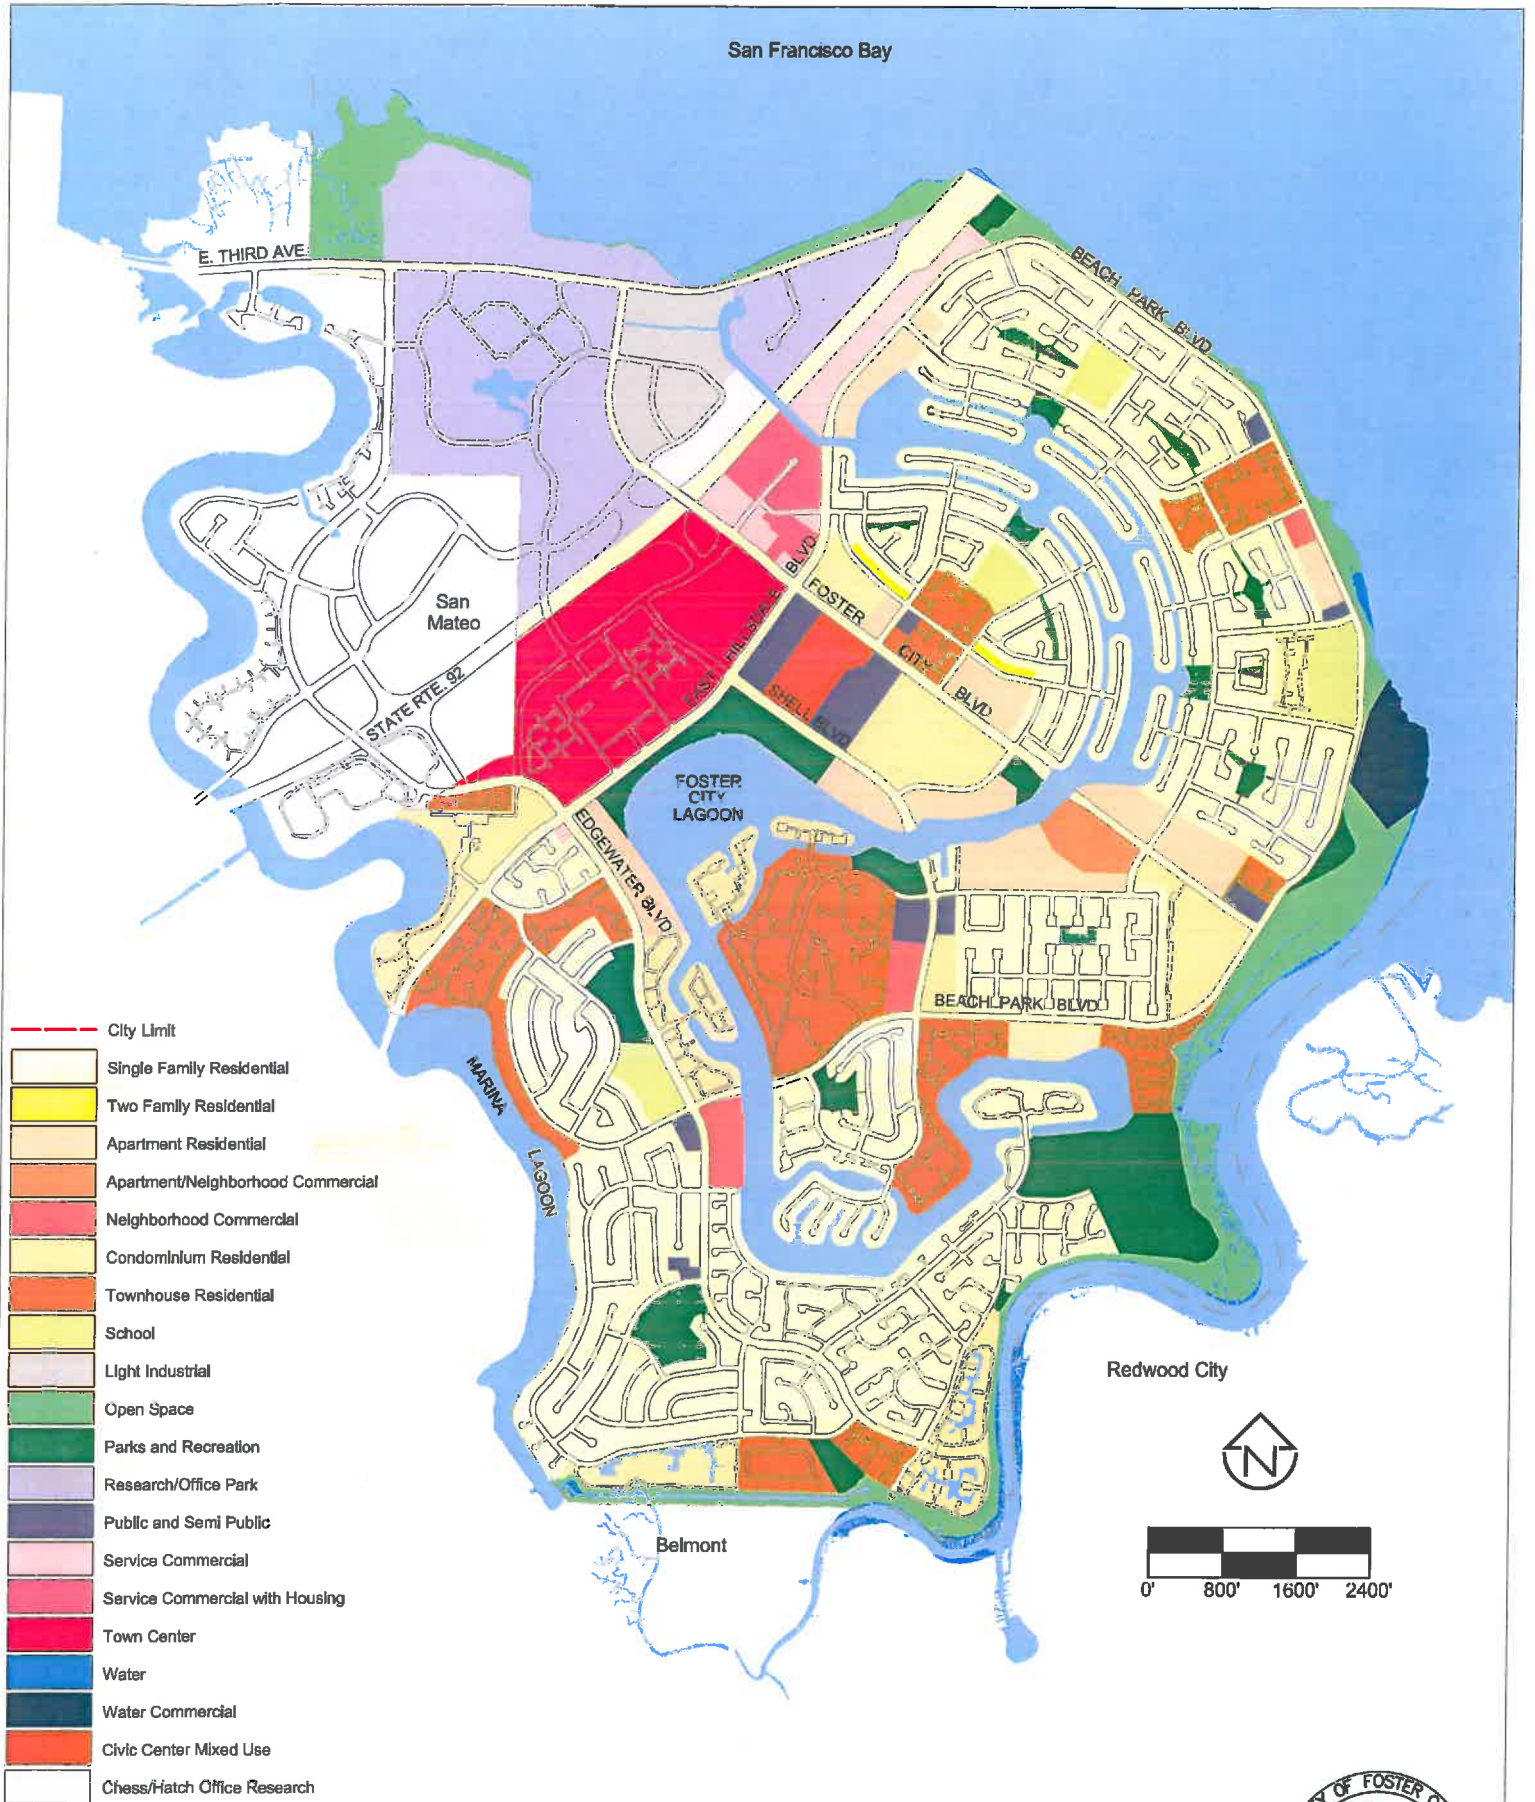 San Francisco Bay
E. THIRD AVE.
BEACH PARK BLVD
San
Mateo
STATE RTE. 92
EAST HILLSDALE BLVD
FOSTER
CITY
BLVD
SHELL BLVD
FOSTER
CITY
LAGOON
EDGEWATER BLVD
BEACH PARK BLVD
MARINA
LAGOON
City Limit
Single Family Residential
Two Family Residential
Apartment Residential
Apartment/Neighborhood Commercial
Neighborhood Commercial
Condominium Residential
Townhouse Residential
School
Light Industrial
Open Space
Parks and Recreation
Research/Office Park
Public and Semi Public
Service Commercial
Service Commercial with Housing
Town Center
Water
Water Commercial
Civic Center Mixed Use
Chess/Hatch Office Research
Redwood City
N
Belmont
0' 800' 1600' 2400'
OF FOSTER